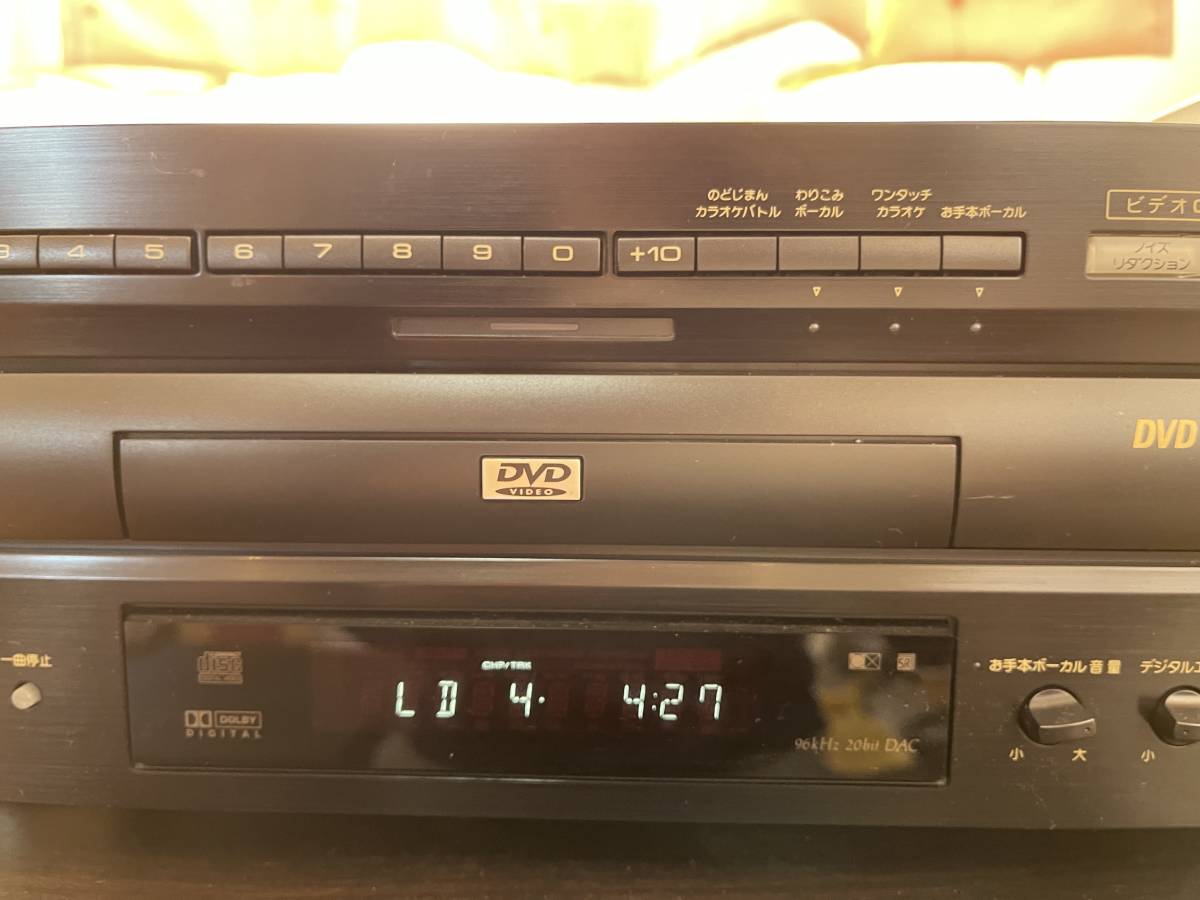 のどじまん
カラオケバトル
わりこみ
ボーカル
ワンタッチ
カラオケ
お手本ボーカル
ビデオ
3 4 5 6 7 8 9 0 +10
ノイズ
リダクション
DVD
VIDEO
DVD
一曲停止
disc
DOLBY
DIGITAL
CHP/TRK
LD 4 4:27
96kHz 20bit DAC
お手本ボーカル音量
小 大
デジタルエ
小